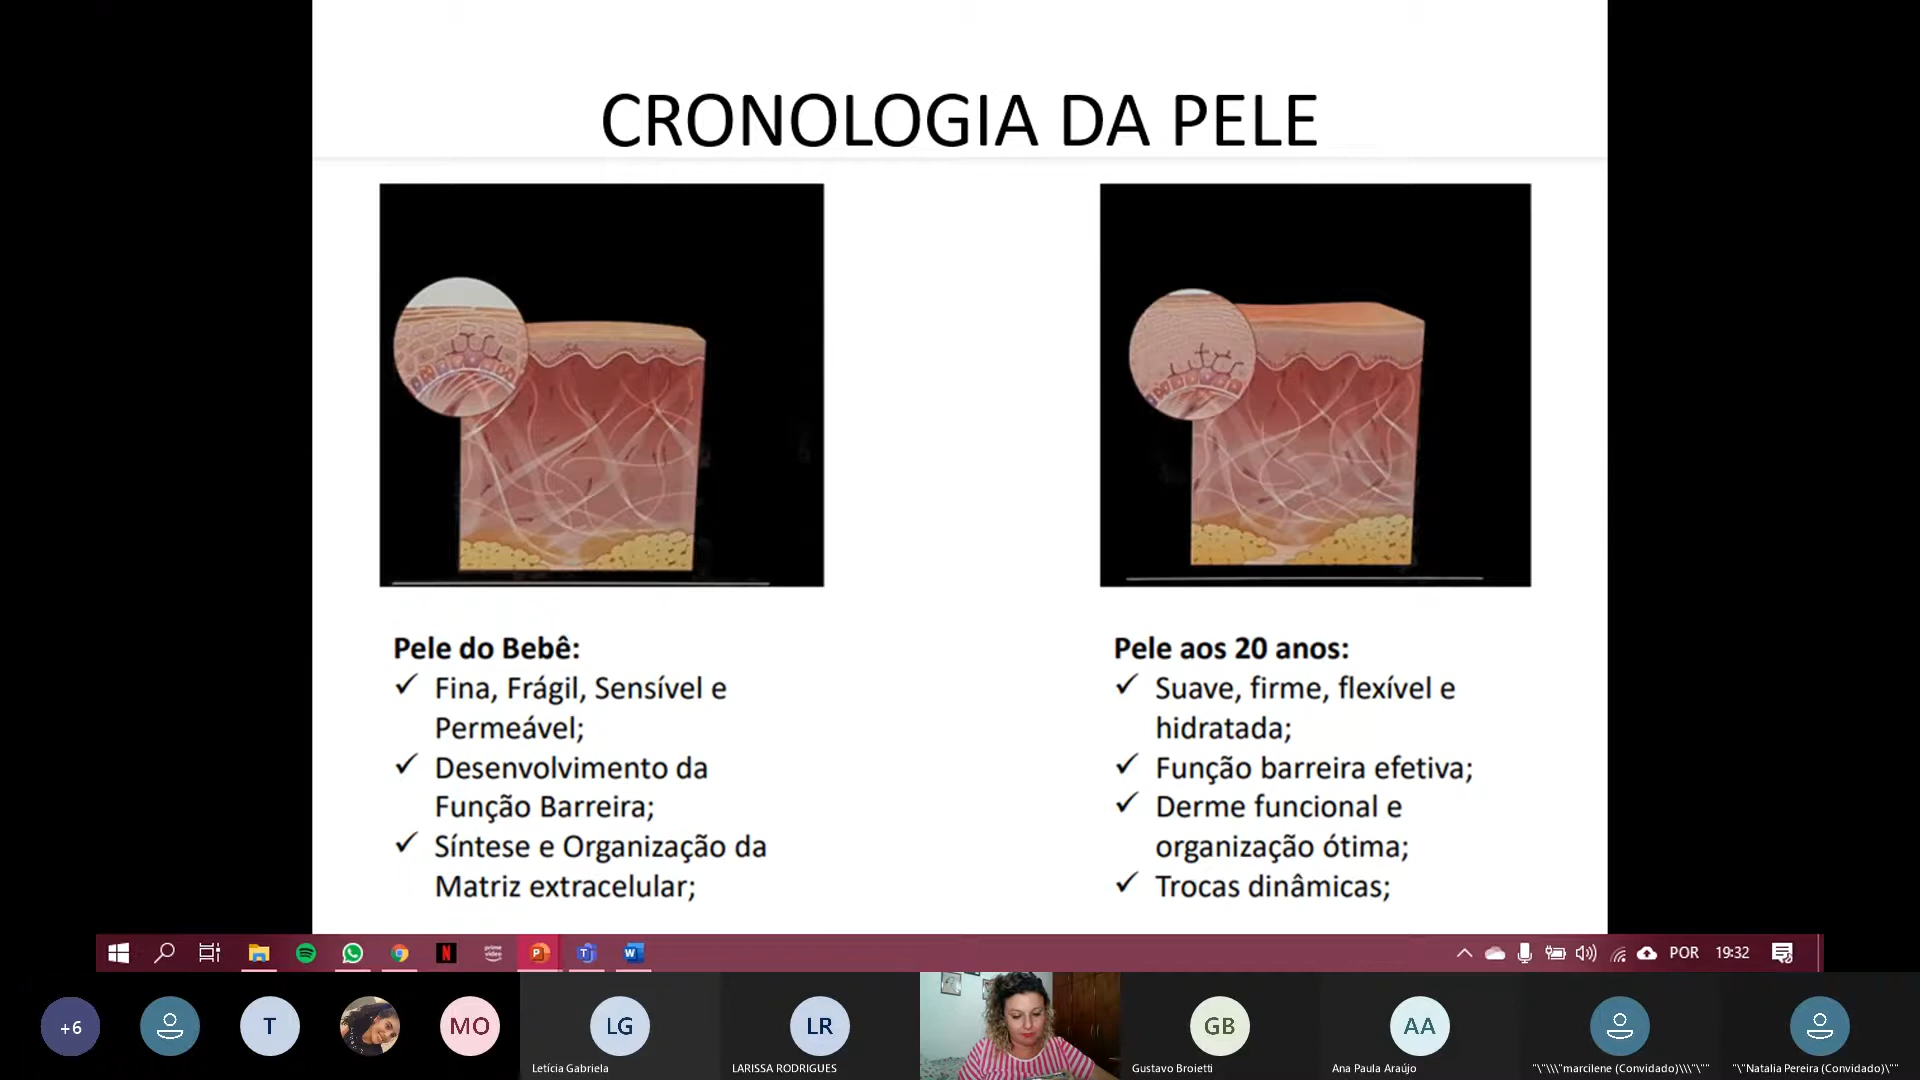 CRONOLOGIA DA PELE
Pele do Bebê:
Fina, Frágil, Sensível e
Permeável;
Desenvolvimento da
Função Barreira;
Síntese e Organização da
Matriz extracelular;
Pele aos 20 anos:
Suave, firme, flexível e
hidratada;
Função barreira efetiva;
Derme funcional e
organização ótima;
Trocas dinâmicas;
N
prime video
P
T
W
POR
19:32
+6
T
MO
LG
Letícia Gabriela
LR
LARISSA RODRIGUES
GB
Gustavo Broietti
AA
Ana Paula Araújo
"\"\\\"marcilene (Convidado)\\\"\""
"\"Natalia Pereira (Convidado)\""